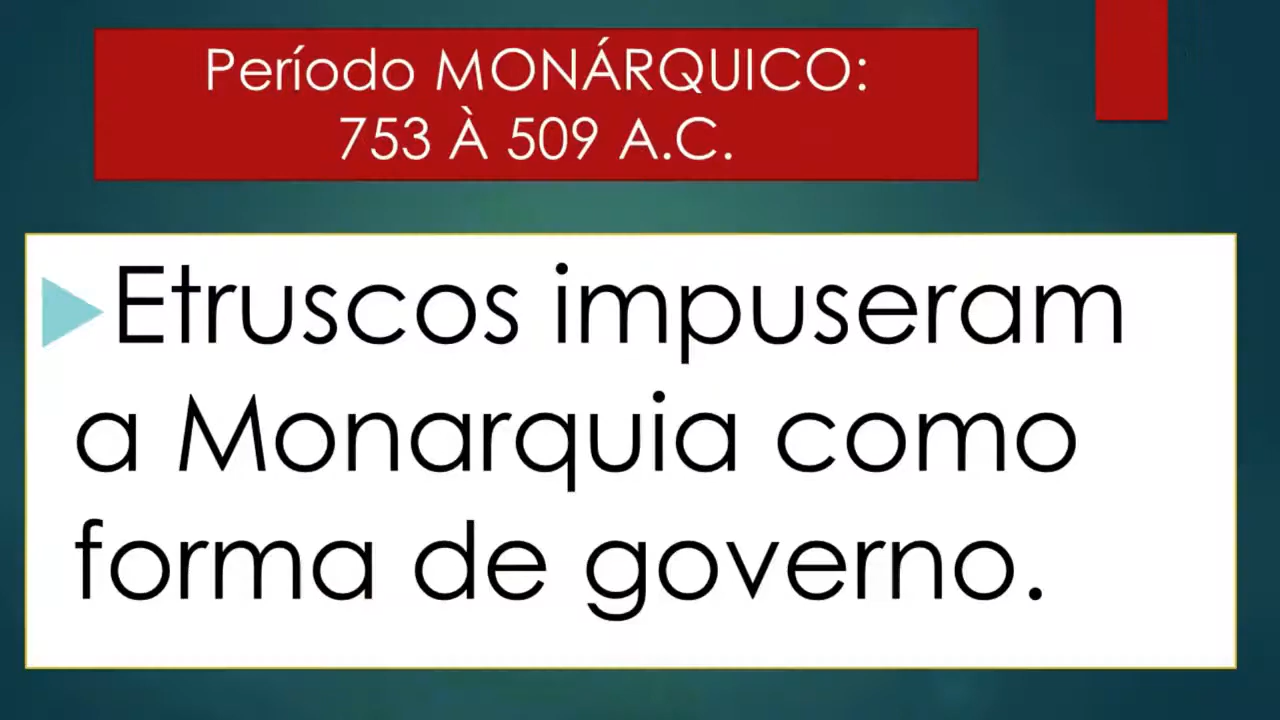 Período MONÁRQUICO:
753 À 509 A.C.
Etruscos impuseram
a Monarquia como
forma de governo.